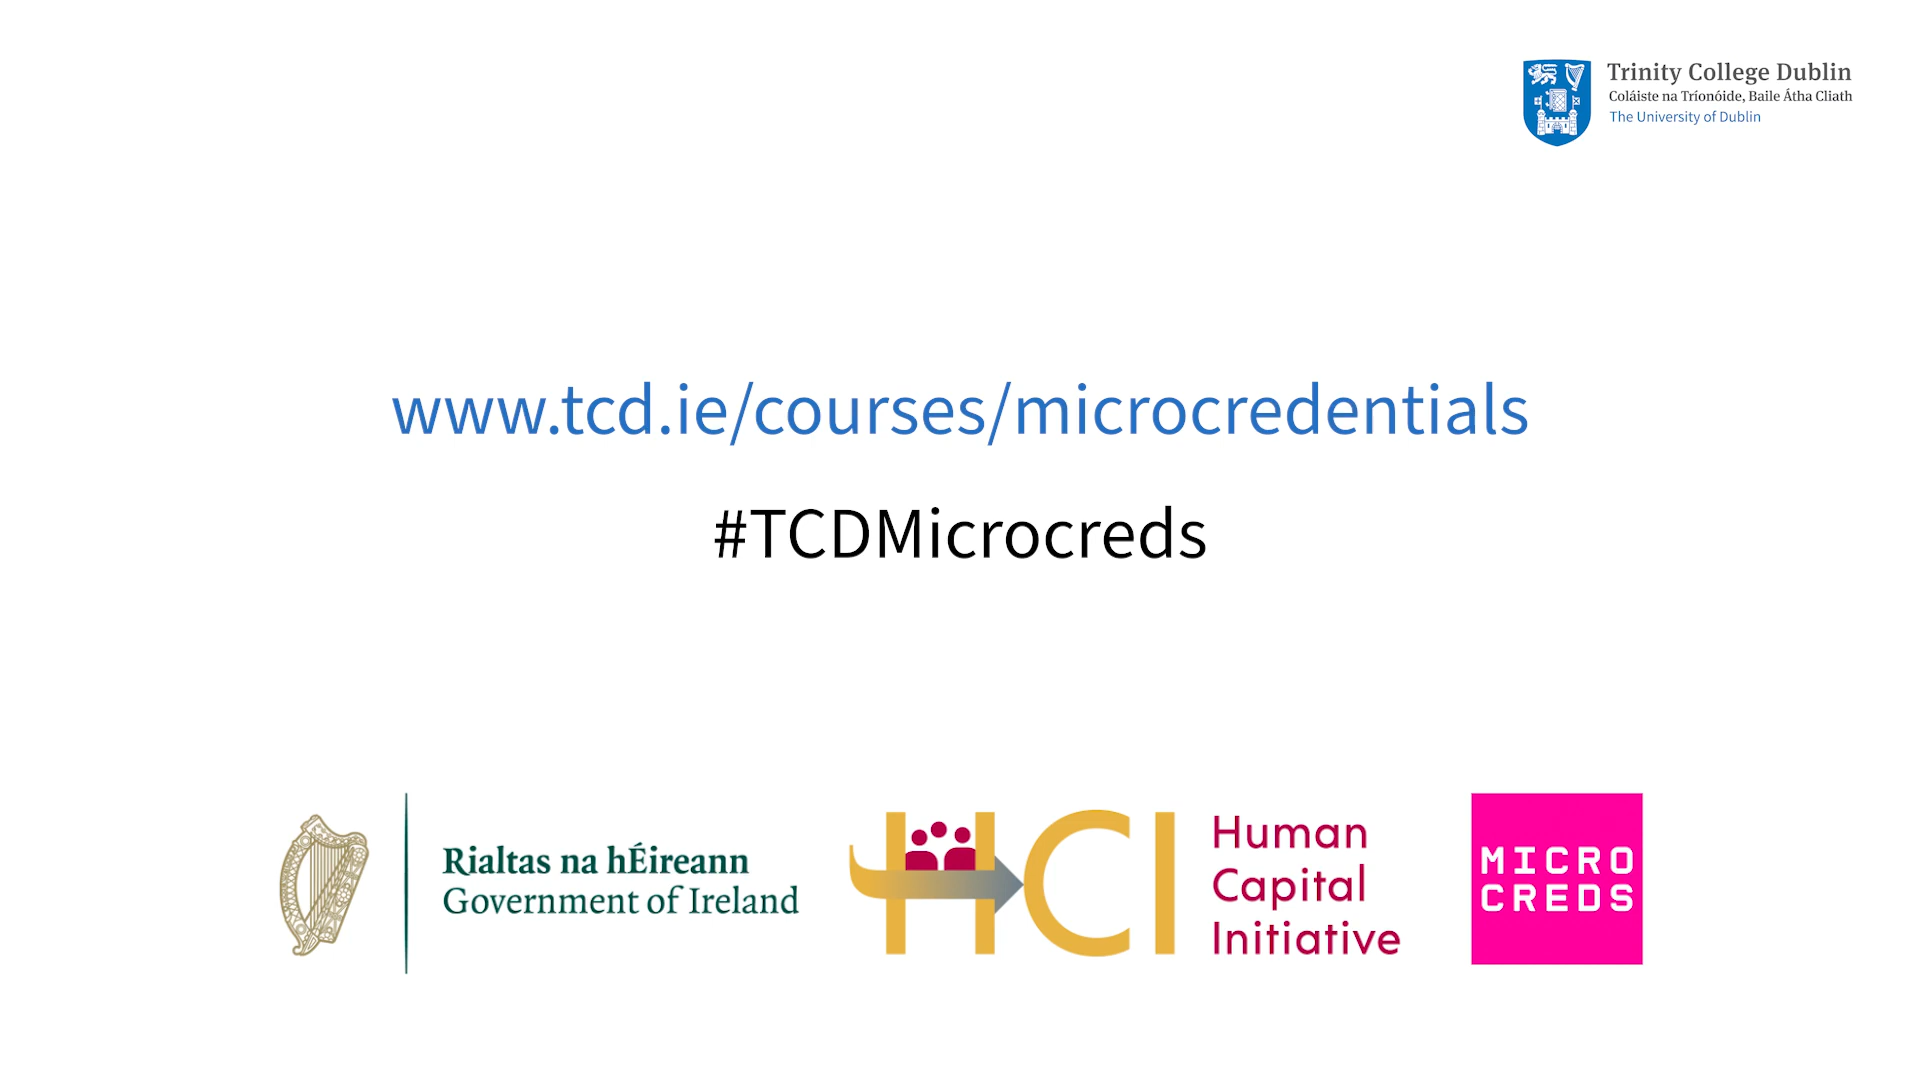 Trinity College Dublin
Coláiste na Tríonóide, Baile Átha Cliath
The University of Dublin
www.tcd.ie/courses/microcredentials
#TCDMicrocreds
Rialtas na hÉireann
Government of Ireland
HCI
Human
Capital
Initiative
MICRO
CREDS